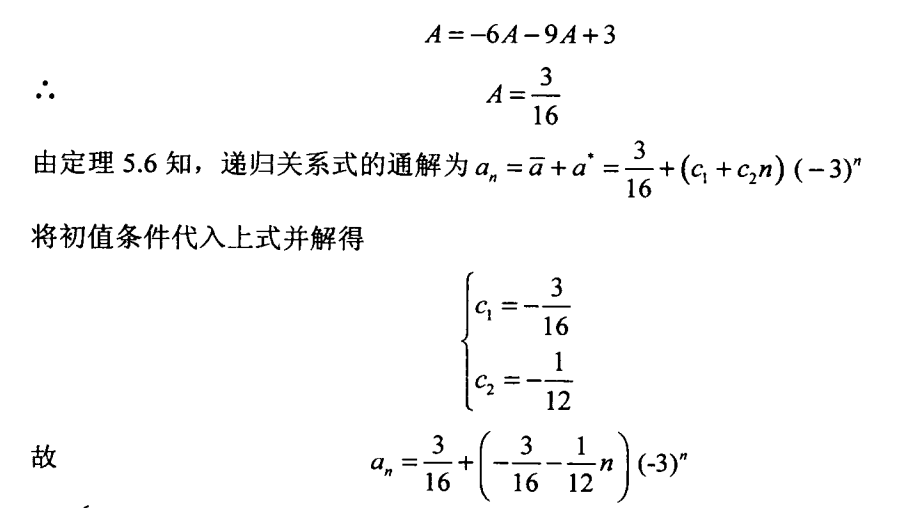 A = −6A − 9A + 3
∴ A = 3/16
由定理 5.6 知，递归关系式的通解为 aₙ = a̅ + a* = 3/16 + (c₁ + c₂n) (−3)ⁿ
将初值条件代入上式并解得
{ c₁ = −3/16
c₂ = −1/12
故 aₙ = 3/16 + (−3/16 − 1/12 n) (-3)ⁿ